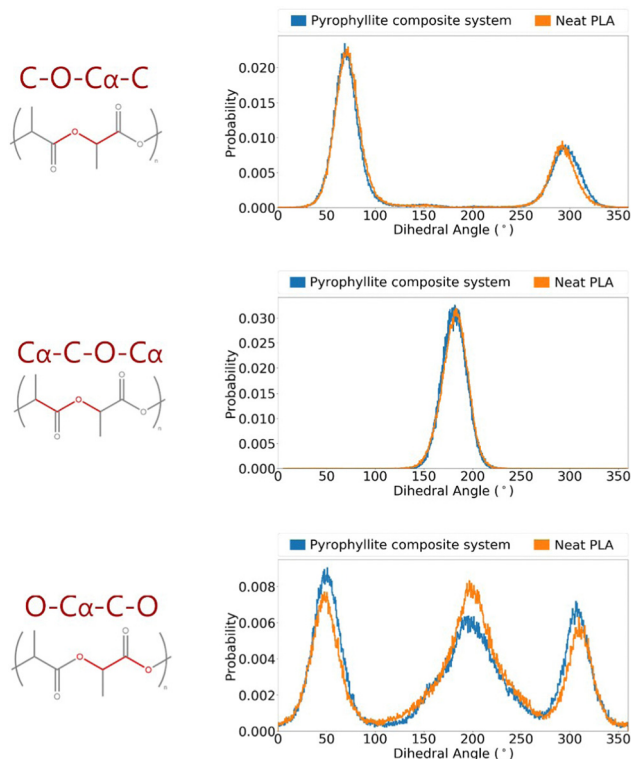 C-O-Cα-C
O
O
O
n
Pyrophyllite composite system Neat PLA
Probability
0.020
0.015
0.010
0.005
0.000
0 50 100 150 200 250 300 350
Dihedral Angle (°)
Cα-C-O-Cα
O
O
O
O
n
Pyrophyllite composite system Neat PLA
Probability
0.030
0.025
0.020
0.015
0.010
0.005
0.000
0 50 100 150 200 250 300 350
Dihedral Angle (°)
O-Cα-C-O
O
O
O
O
n
Pyrophyllite composite system Neat PLA
Probability
0.008
0.006
0.004
0.002
0.000
0 50 100 150 200 250 300 350
Dihedral Angle (°)